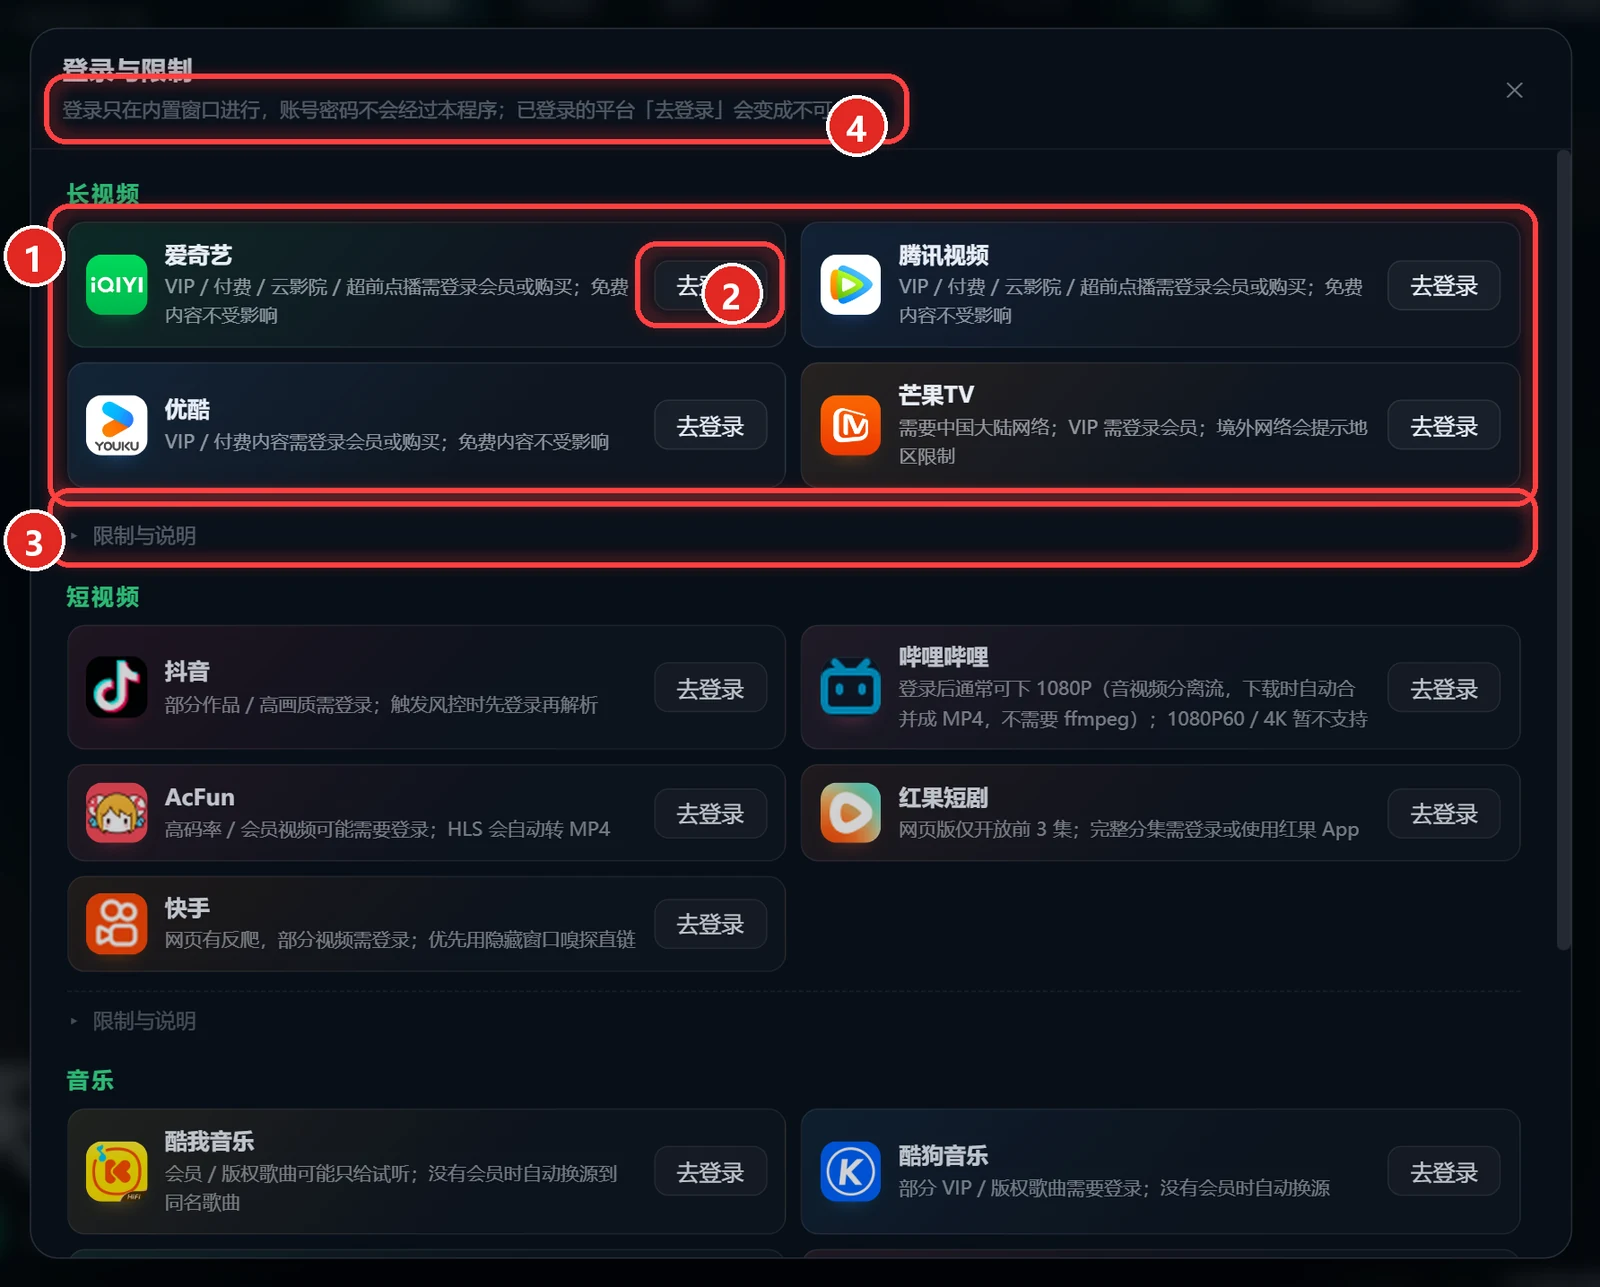 登录与限制
登录只在内置窗口进行，账号密码不会经过本程序；已登录的平台「去登录」会变成不可
4
长视频
1
iQIYI
爱奇艺
VIP / 付费 / 云影院 / 超前点播需登录会员或购买；免费
内容不受影响
去
2
腾讯视频
VIP / 付费 / 云影院 / 超前点播需登录会员或购买；免费
内容不受影响
去登录
YOUKU
优酷
VIP / 付费内容需登录会员或购买；免费内容不受影响
去登录
芒果TV
需要中国大陆网络；VIP 需登录会员；境外网络会提示地
区限制
去登录
3
限制与说明
短视频
抖音
部分作品 / 高画质需登录；触发风控时先登录再解析
去登录
哔哩哔哩
登录后通常可下 1080P（音视频分离流，下载时自动合
并成 MP4，不需要 ffmpeg）；1080P60 / 4K 暂不支持
去登录
AcFun
高码率 / 会员视频可能需要登录；HLS 会自动转 MP4
去登录
红果短剧
网页版仅开放前 3 集；完整分集需登录或使用红果 App
去登录
快手
网页有反爬，部分视频需登录；优先用隐藏窗口嗅探直链
去登录
限制与说明
音乐
HiFi
酷我音乐
会员 / 版权歌曲可能只给试听；没有会员时自动换源到
同名歌曲
去登录
K
酷狗音乐
部分 VIP / 版权歌曲需要登录；没有会员时自动换源
去登录